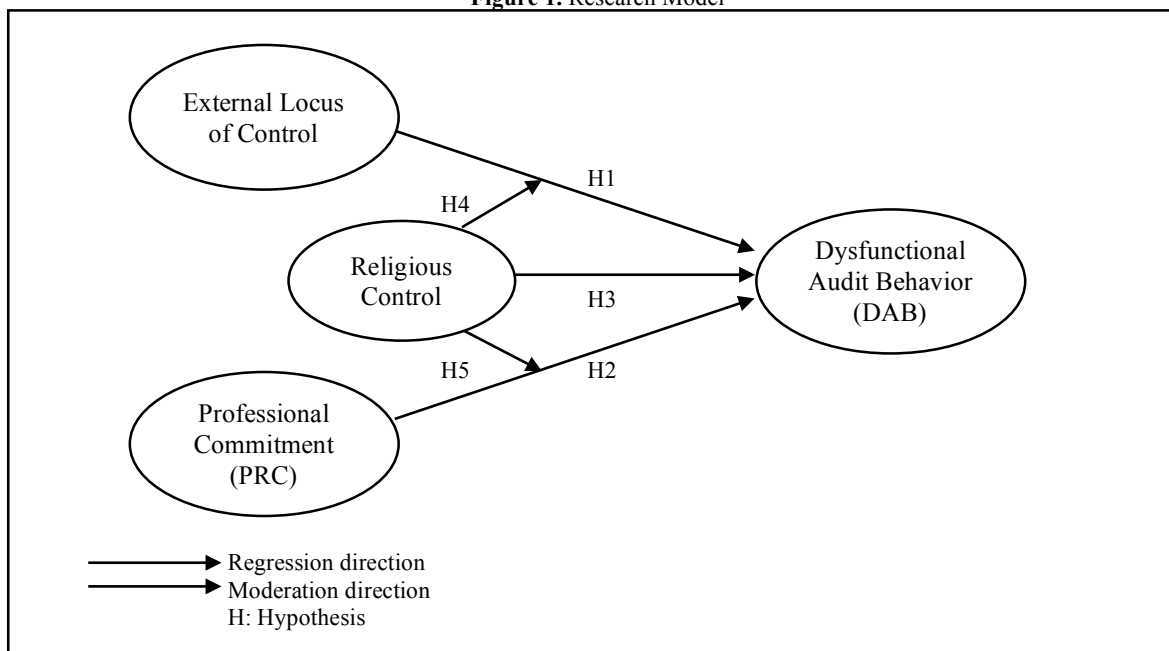 Figure 1. Research Model
External Locus
of Control
H1
H4
Religious
Control
Dysfunctional
Audit Behavior
(DAB)
H3
H5
H2
Professional
Commitment
(PRC)
Regression direction
Moderation direction
H: Hypothesis